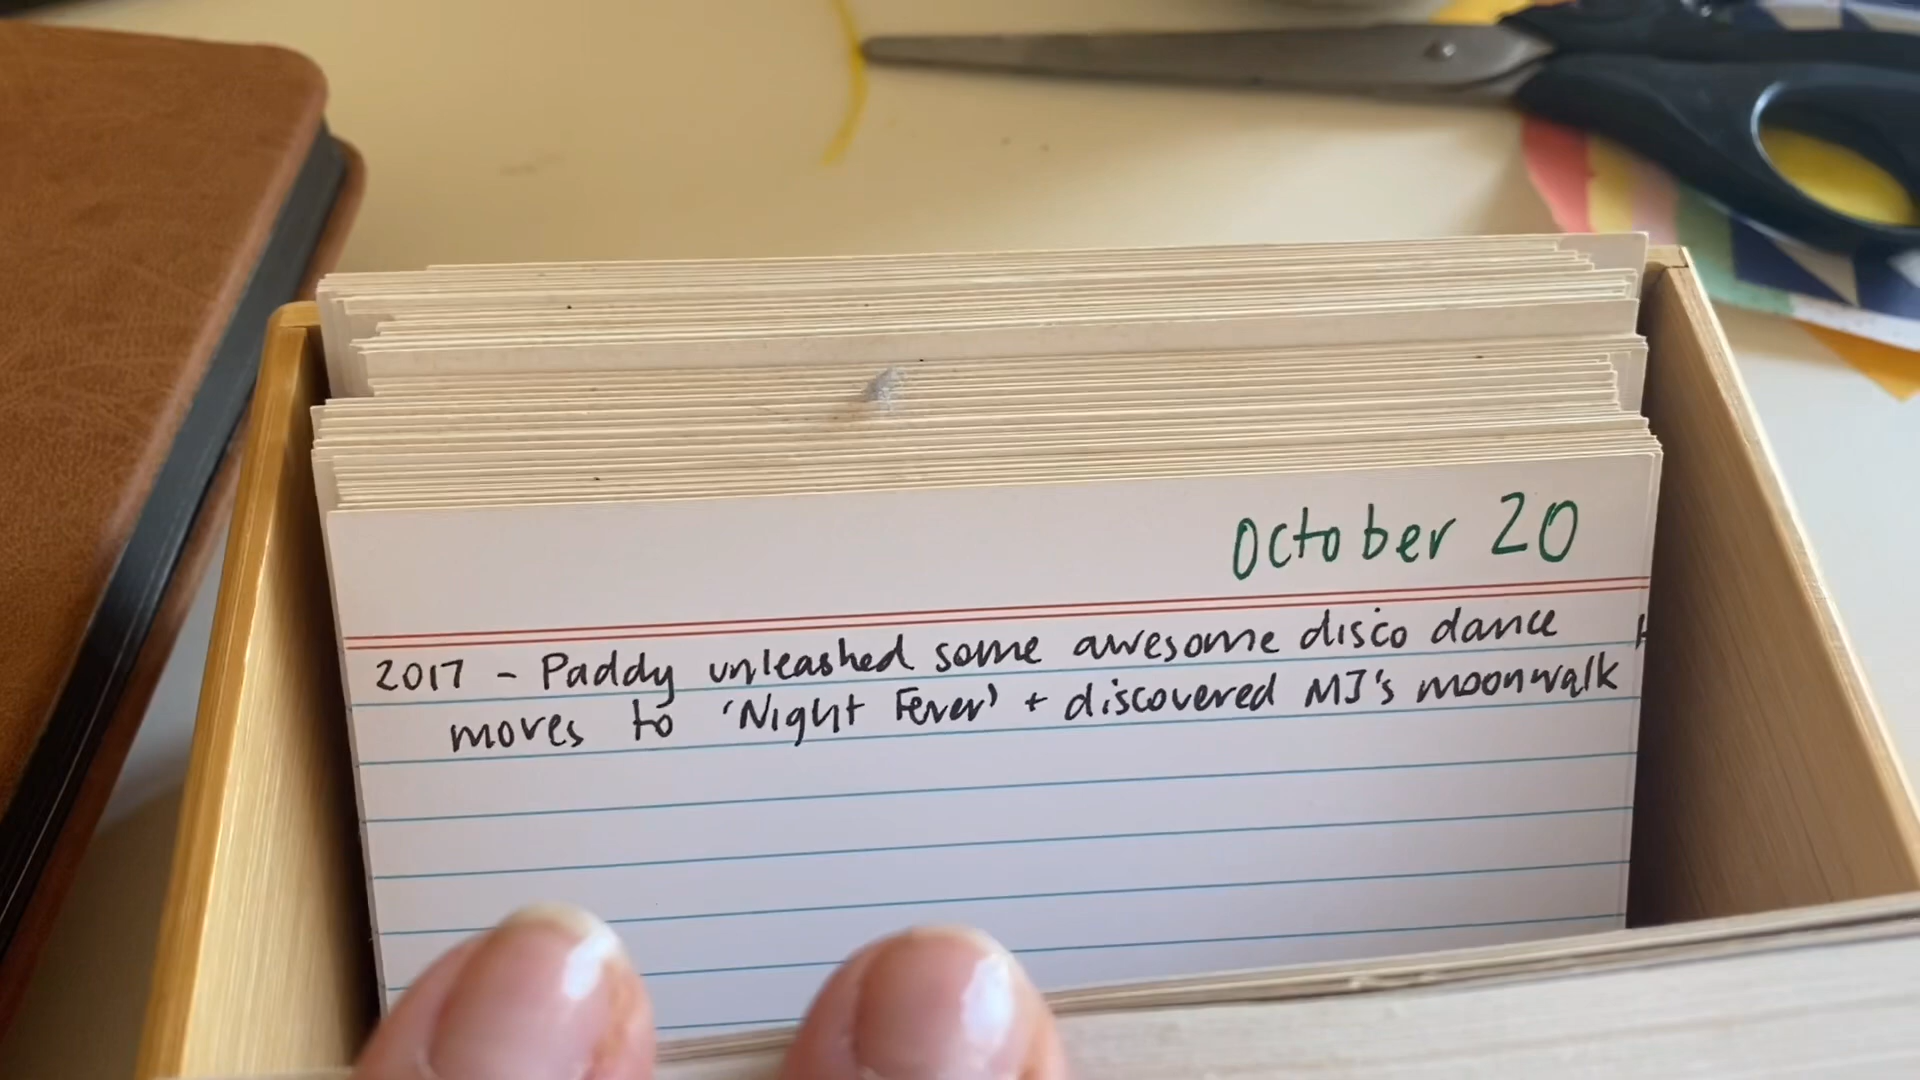 October 20
2017 - Paddy unleashed some awesome disco dance
moves to 'Night Fever' + discovered MJ's moonwalk